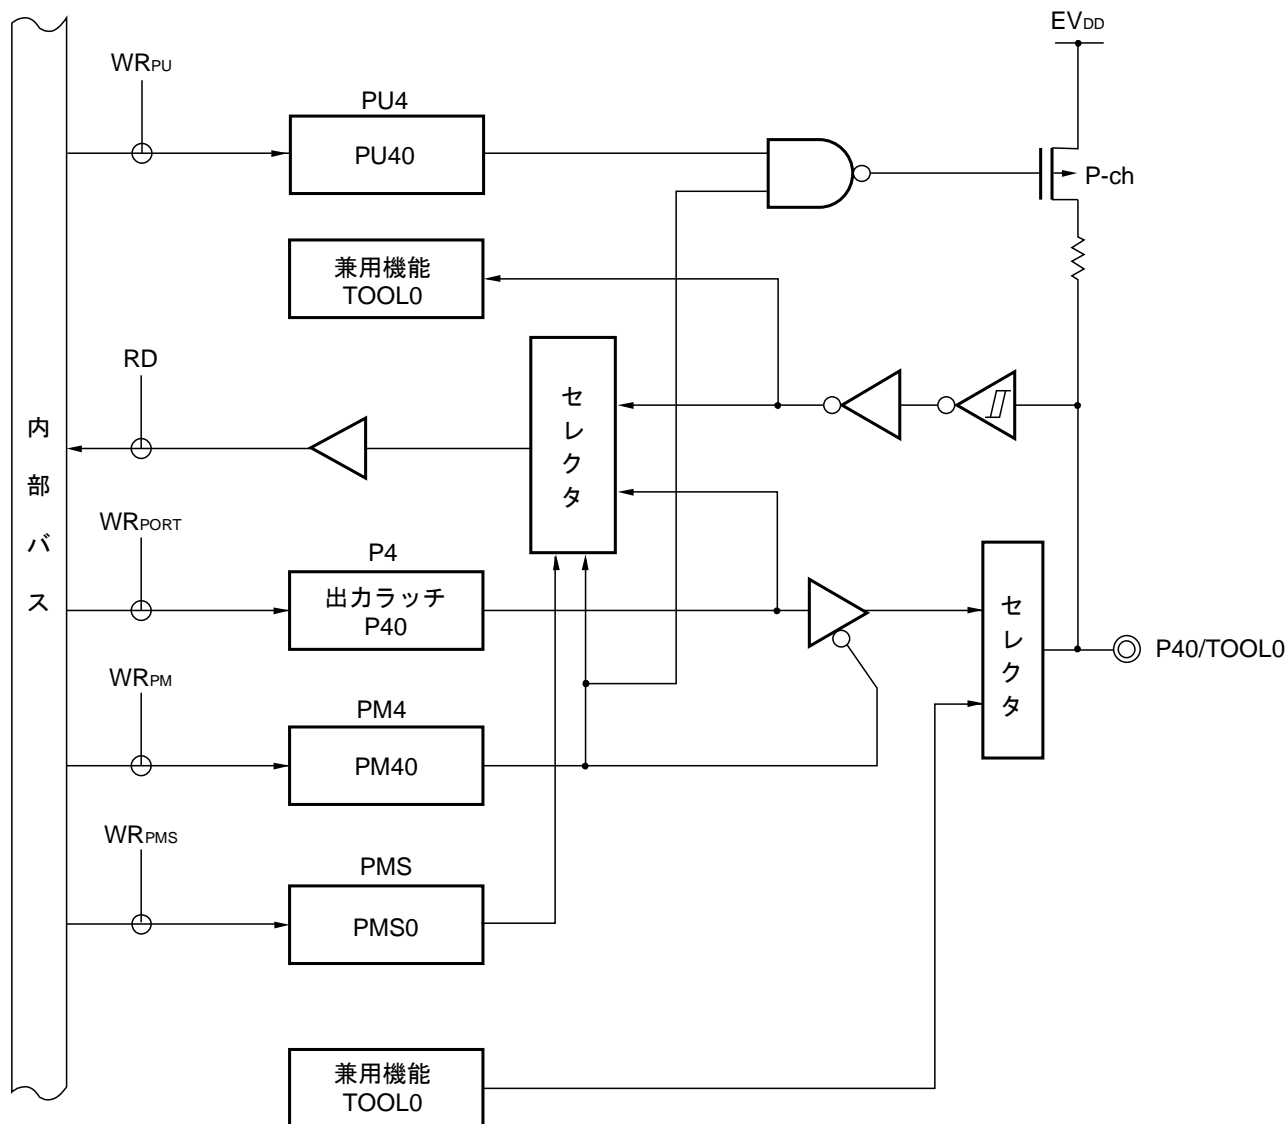 EVDD
WRPU
PU4
PU40
P-ch
兼用機能
TOOL0
RD
セレクタ
内部バス
WRPORT
P4
出力ラッチ
P40
セレクタ
P40/TOOL0
WRPM
PM4
PM40
WRPMS
PMS
PMS0
兼用機能
TOOL0